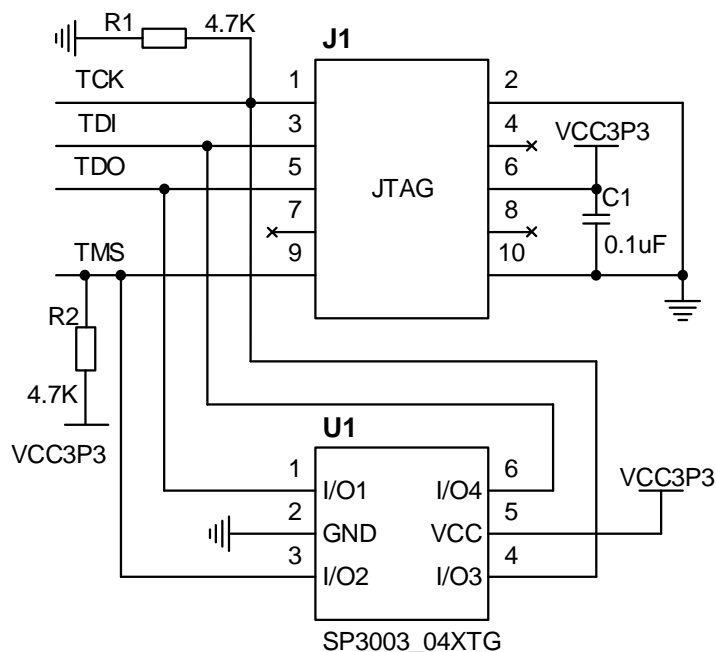 R1 4.7K
J1
TCK 1 2
TDI 3 4 VCC3P3
TDO 5 6
JTAG C1
7 8
0.1uF
TMS 9 10
R2
4.7K
VCC3P3
U1
1 I/O1 I/O4 6
VCC3P3
2 GND VCC 5
3 I/O2 I/O3 4
SP3003_04XTG